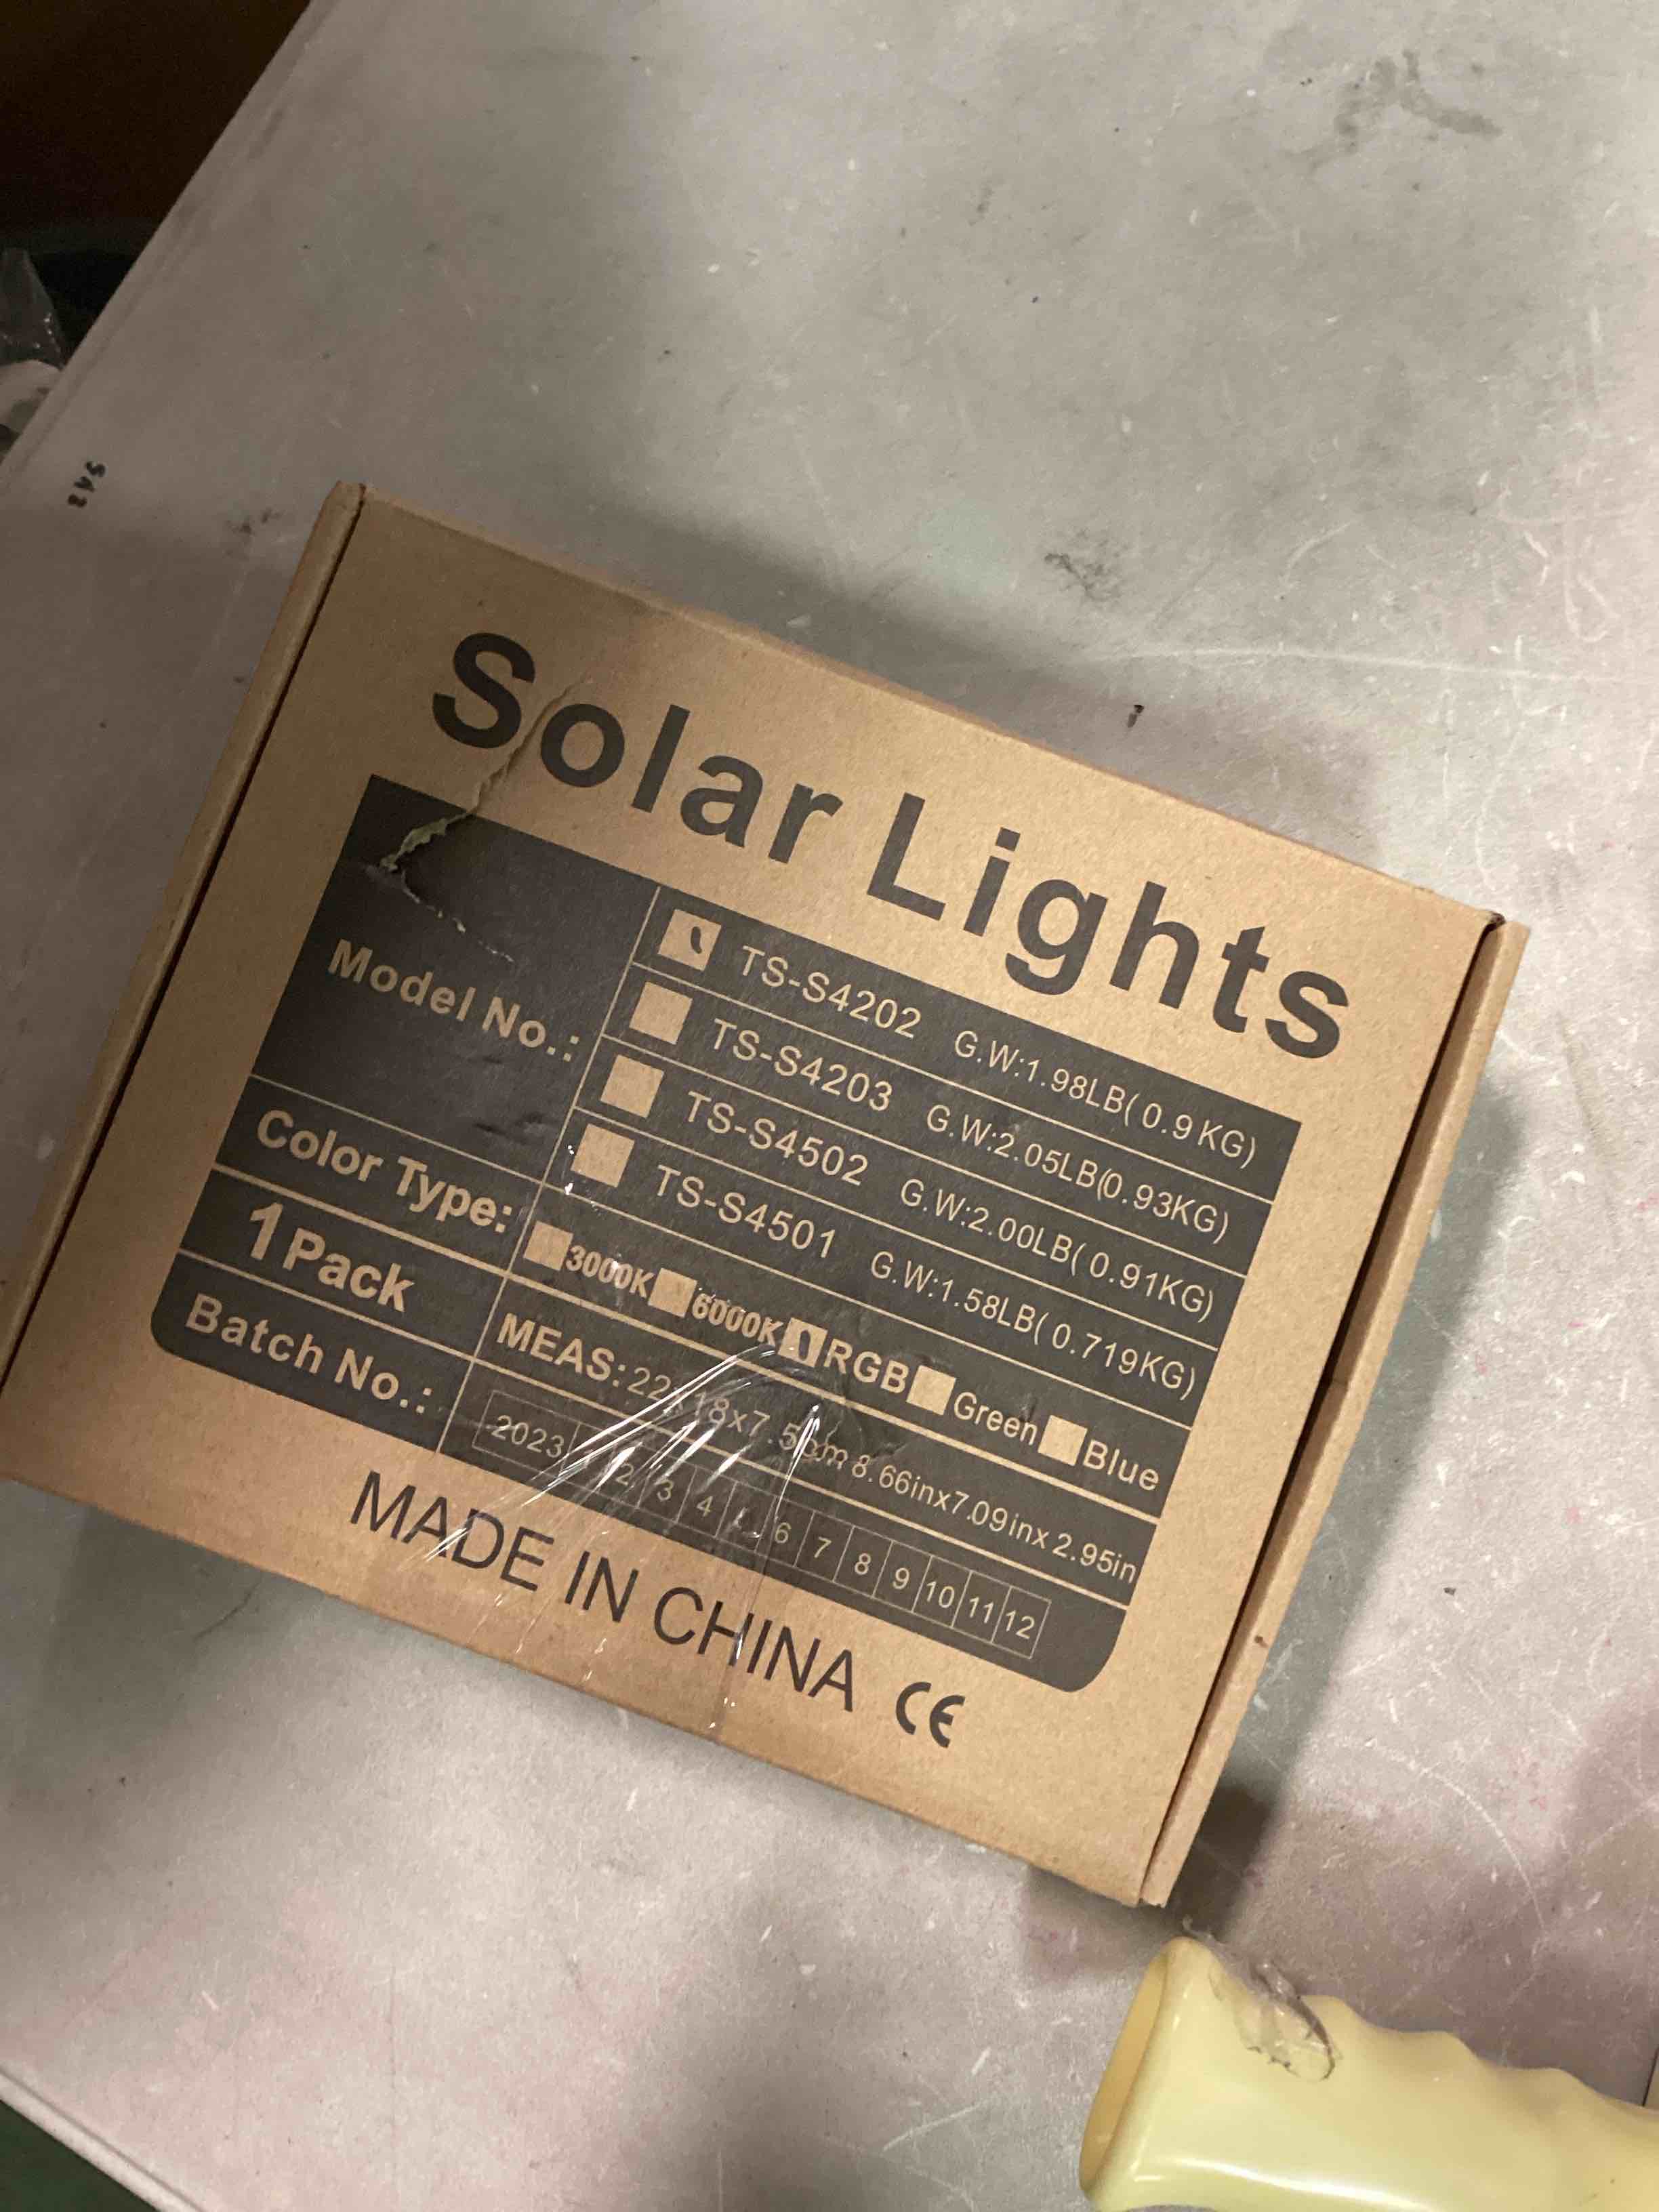 Solar Lights
Model No.:
TS-S4202 G.W:1.98LB(0.9KG)
TS-S4203 G.W:2.05LB(0.93KG)
TS-S4502 G.W:2.00LB(0.91KG)
TS-S4501 G.W:1.58LB(0.719KG)
Color Type: 3000K 6000K RGB Green Blue
1 Pack MEAS: 22x18x7.5cm 8.66inx7.09inx2.95in
Batch No.: 2023 2 3 4 6 7 8 9 10 11 12
MADE IN CHINA CE